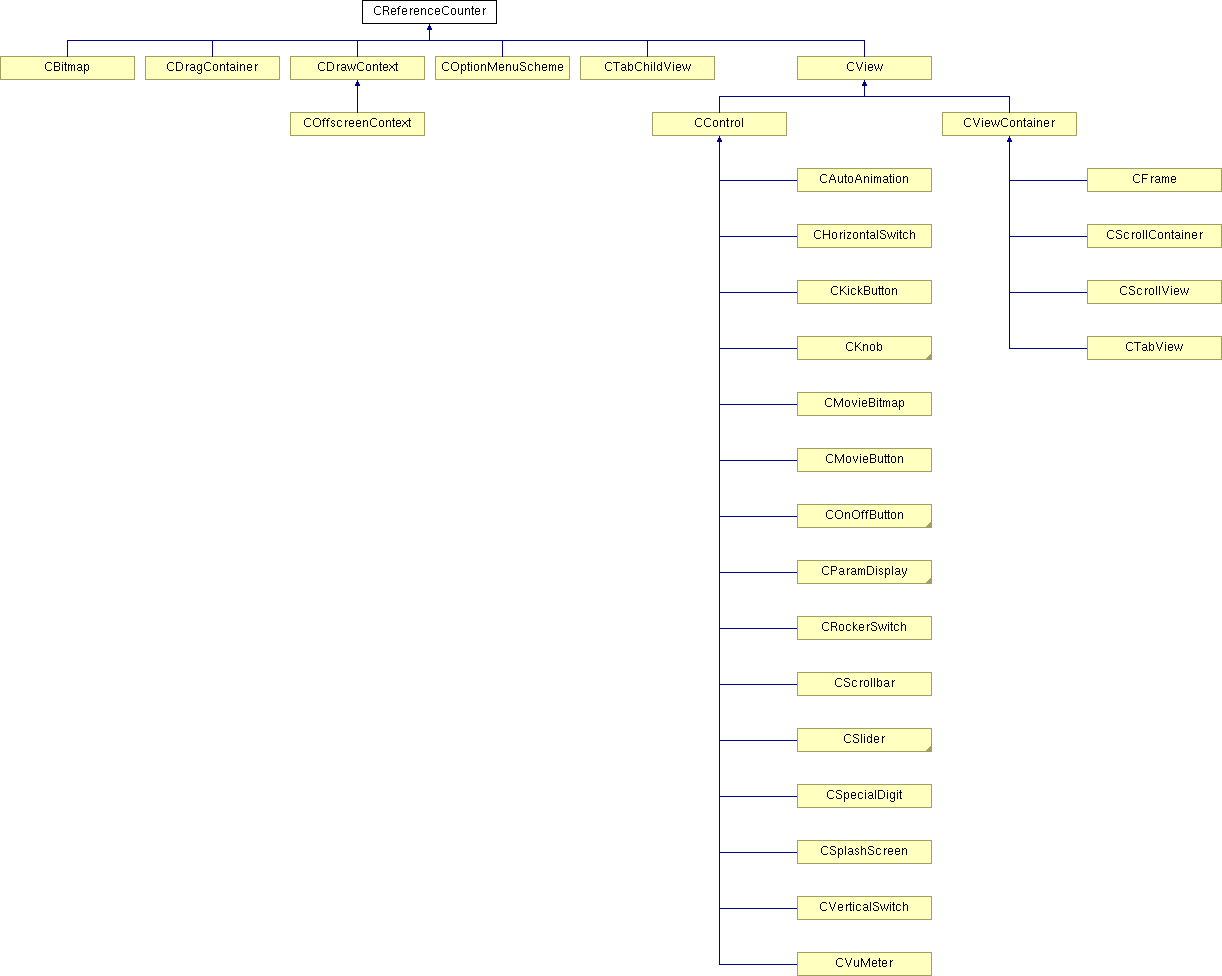 CReferenceCounter
CBitmap
CDragContainer
CDrawContext
COptionMenuScheme
CTabChildView
CView
COffscreenContext
CControl
CViewContainer
CAutoAnimation
CFrame
CHorizontalSwitch
CScrollContainer
CKickButton
CScrollView
CKnob
CTabView
CMovieBitmap
CMovieButton
COnOffButton
CParamDisplay
CRockerSwitch
CScrollbar
CSlider
CSpecialDigit
CSplashScreen
CVerticalSwitch
CVuMeter